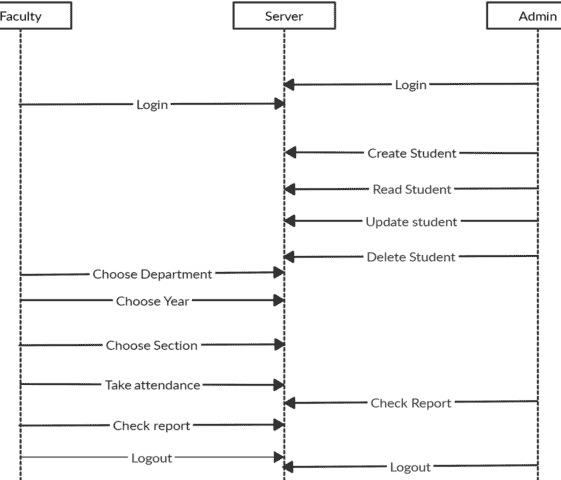 Faculty
Server
Admin
Login
Login
Create Student
Read Student
Update student
Delete Student
Choose Department
Choose Year
Choose Section
Take attendance
Check Report
Check report
Logout
Logout